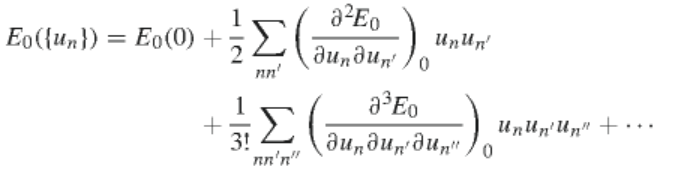 $E_0(\{u_n\}) = E_0(0) + \frac{1}{2} \sum_{nn'} \left( \frac{\partial^2 E_0}{\partial u_n \partial u_{n'}} \right)_0 u_n u_{n'}$
$+ \frac{1}{3!} \sum_{nn'n''} \left( \frac{\partial^3 E_0}{\partial u_n \partial u_{n'} \partial u_{n''}} \right)_0 u_n u_{n'} u_{n''} + \cdots$